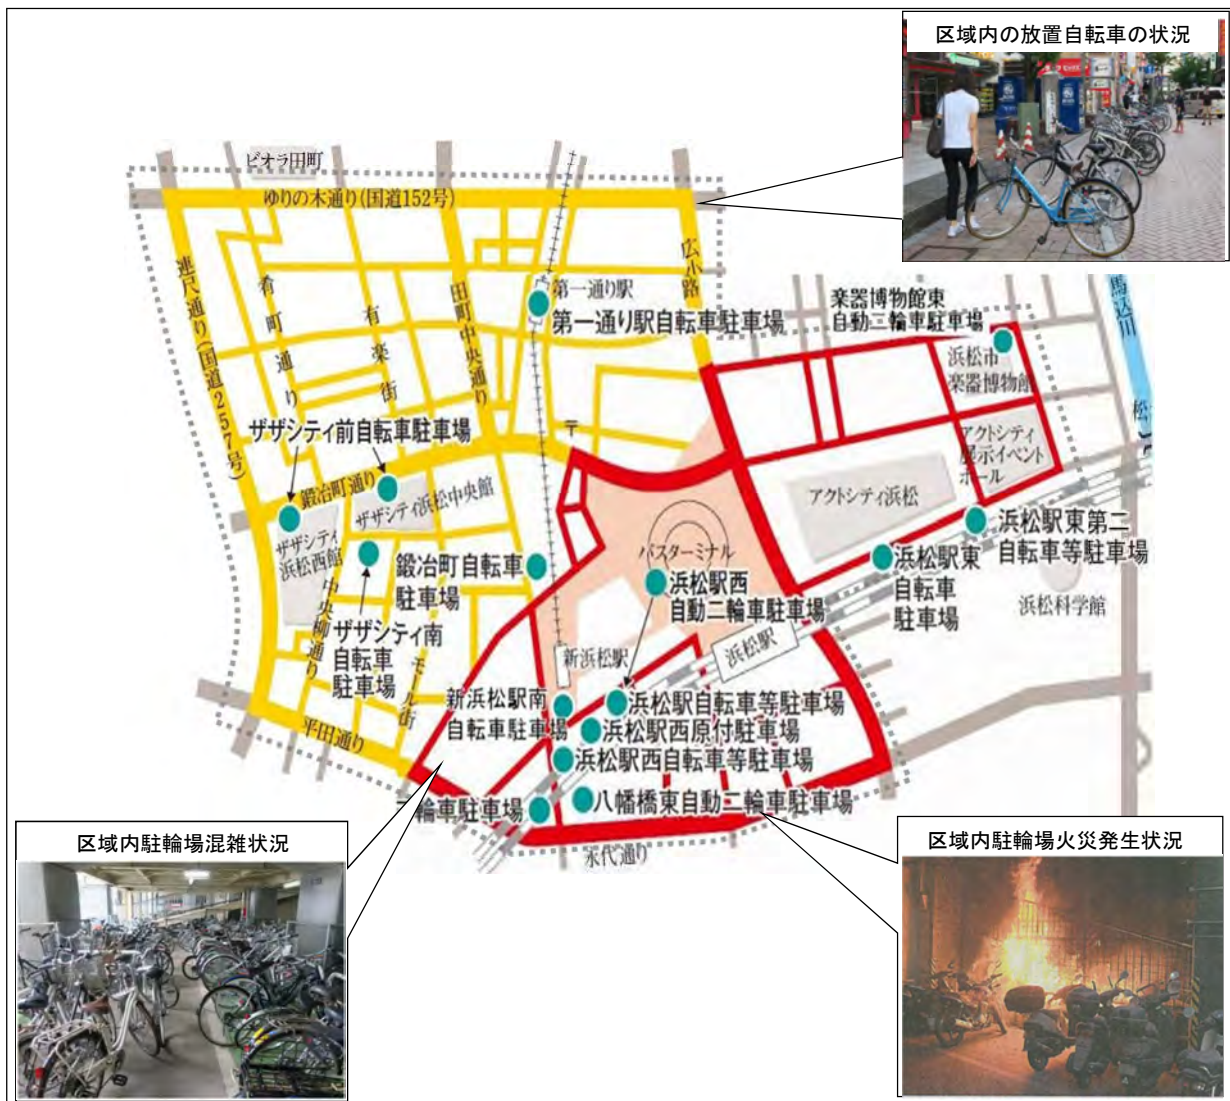 区域内の放置自転車の状況
ビオラ田町
ゆりの木通り(国道152号)
広小路
連尺通り(国道257号)
肴町通り
有楽街
田町中央通り
第一通り駅
第一通り駅自転車駐車場
楽器博物館東
自動二輪車駐車場
馬込川
浜松市
楽器博物館
アクトシティ
展示イベント
ホール
アクトシティ浜松
ザザシティ前自転車駐車場
〒
鍛冶町通り
ザザシティ浜松中央館
ザザシティ
浜松西館
鍛冶町自転車
駐車場
中央柳通り
ザザシティ南
自転車
駐車場
モール街
バスターミナル
浜松駅西
自動二輪車駐車場
浜松駅東第二
自転車等駐車場
浜松駅東
自転車
駐車場
浜松科学館
浜松駅
新浜松駅
新浜松駅南
自転車駐車場
浜松駅自転車等駐車場
浜松駅西原付駐車場
浜松駅西自転車等駐車場
平田通り
輪車駐車場
八幡橋東自動二輪車駐車場
永代通り
区域内駐輪場混雑状況
区域内駐輪場火災発生状況